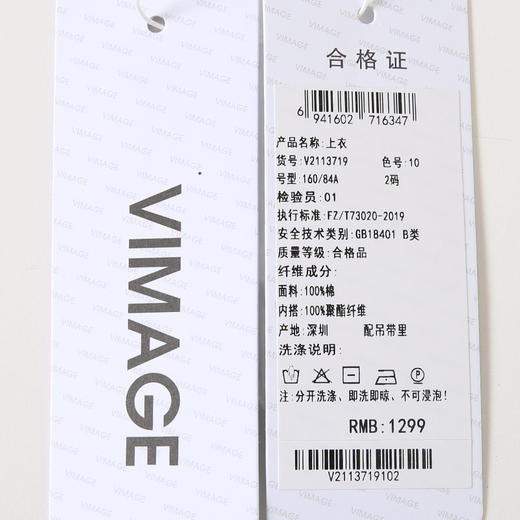 VIMAGE
合格证
6 941602 716347
产品名称:上衣
货号:V2113719 色号:10
号型:160/84A 2码
检验员:01
执行标准:FZ/T73020-2019
安全技术类别:GB18401 B类
质量等级:合格品
纤维成分:
面料:100%棉
内搭:100%聚酯纤维
产地:深圳 配吊带里
洗涤说明:
注:分开洗涤、即洗即晾、不可浸泡!
RMB:1299
V2113719102